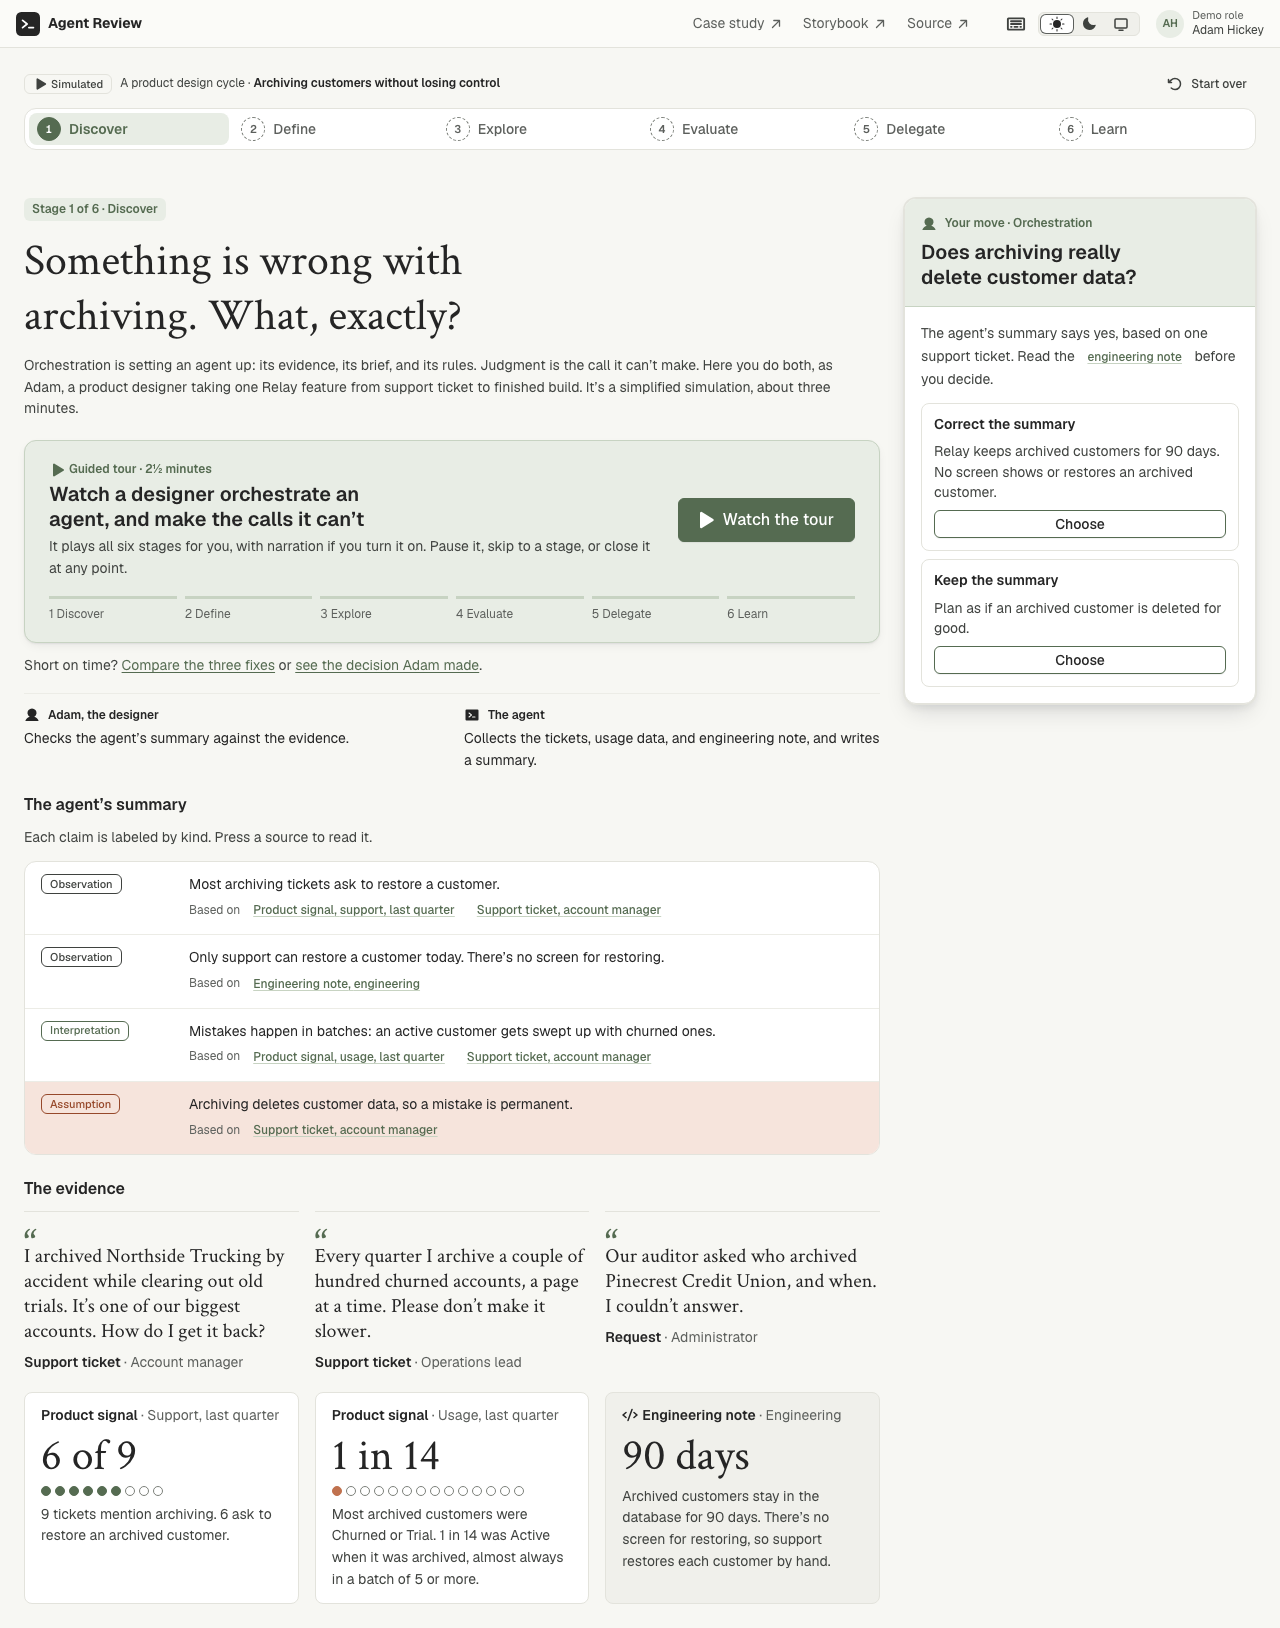 Agent Review
Case study
Storybook
Source
AH
Demo role
Adam Hickey
Simulated
A product design cycle · Archiving customers without losing control
Start over
1 Discover
2 Define
3 Explore
4 Evaluate
5 Delegate
6 Learn
Stage 1 of 6 · Discover
Something is wrong with
archiving. What, exactly?
Orchestration is setting an agent up: its evidence, its brief, and its rules. Judgment is the call it can’t make. Here you do both, as
Adam, a product designer taking one Relay feature from support ticket to finished build. It’s a simplified simulation, about three
minutes.
Guided tour · 2½ minutes
Watch a designer orchestrate an
agent, and make the calls it can’t
It plays all six stages for you, with narration if you turn it on. Pause it, skip to a stage, or close it
at any point.
Watch the tour
1 Discover
2 Define
3 Explore
4 Evaluate
5 Delegate
6 Learn
Short on time? Compare the three fixes or see the decision Adam made.
Adam, the designer
Checks the agent’s summary against the evidence.
The agent
Collects the tickets, usage data, and engineering note, and writes
a summary.
Your move · Orchestration
Does archiving really
delete customer data?
The agent’s summary says yes, based on one
support ticket. Read the engineering note before
you decide.
Correct the summary
Relay keeps archived customers for 90 days.
No screen shows or restores an archived
customer.
Choose
Keep the summary
Plan as if an archived customer is deleted for
good.
Choose
The agent’s summary
Each claim is labeled by kind. Press a source to read it.
Observation
Most archiving tickets ask to restore a customer.
Based on Product signal, support, last quarter Support ticket, account manager
Observation
Only support can restore a customer today. There’s no screen for restoring.
Based on Engineering note, engineering
Interpretation
Mistakes happen in batches: an active customer gets swept up with churned ones.
Based on Product signal, usage, last quarter Support ticket, account manager
Assumption
Archiving deletes customer data, so a mistake is permanent.
Based on Support ticket, account manager
The evidence
“
I archived Northside Trucking by
accident while clearing out old
trials. It’s one of our biggest
accounts. How do I get it back?
Support ticket · Account manager
“
Every quarter I archive a couple of
hundred churned accounts, a page
at a time. Please don’t make it
slower.
Support ticket · Operations lead
“
Our auditor asked who archived
Pinecrest Credit Union, and when.
I couldn’t answer.
Request · Administrator
Product signal · Support, last quarter
6 of 9
9 tickets mention archiving. 6 ask to
restore an archived customer.
Product signal · Usage, last quarter
1 in 14
Most archived customers were
Churned or Trial. 1 in 14 was Active
when it was archived, almost always
in a batch of 5 or more.
Engineering note · Engineering
90 days
Archived customers stay in the
database for 90 days. There’s no
screen for restoring, so support
restores each customer by hand.